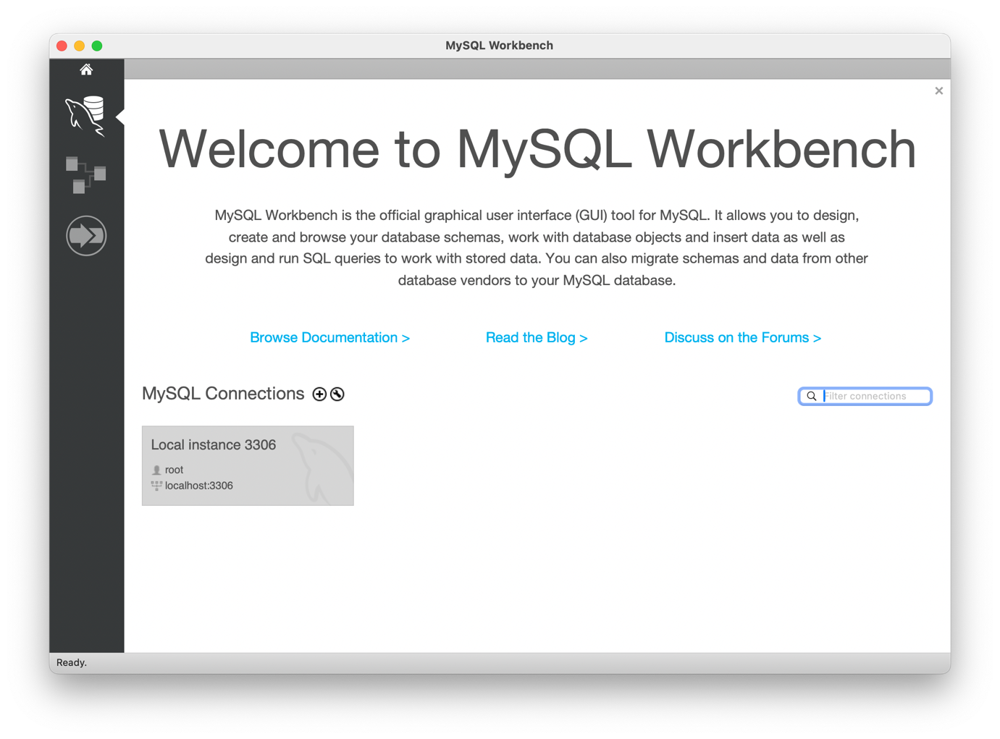 MySQL Workbench
Welcome to MySQL Workbench
MySQL Workbench is the official graphical user interface (GUI) tool for MySQL. It allows you to design,
create and browse your database schemas, work with database objects and insert data as well as
design and run SQL queries to work with stored data. You can also migrate schemas and data from other
database vendors to your MySQL database.
Browse Documentation >
Read the Blog >
Discuss on the Forums >
MySQL Connections
Filter connections
Local instance 3306
root
localhost:3306
Ready.